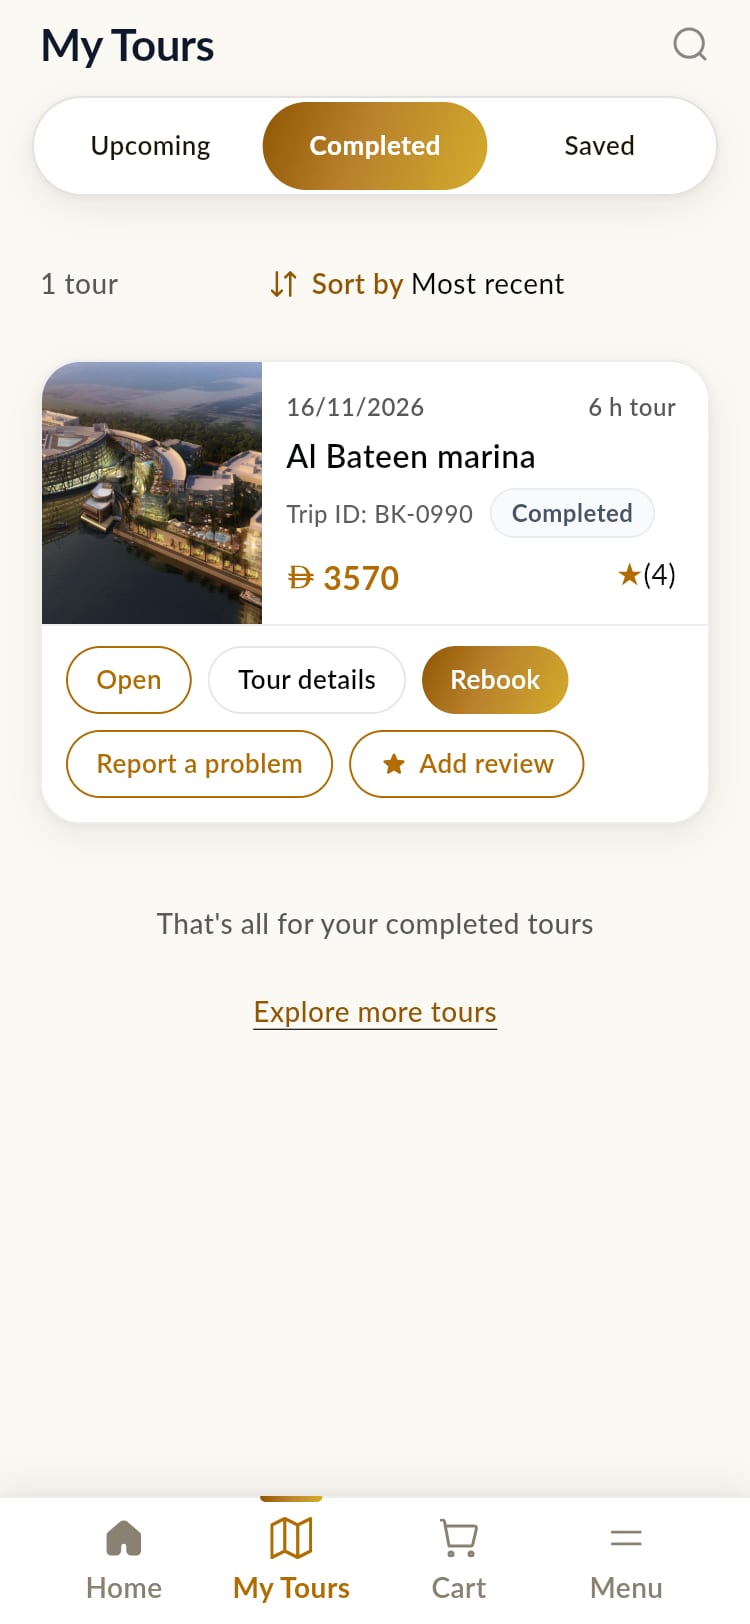 My Tours
Upcoming
Completed
Saved
1 tour
Sort by Most recent
16/11/2026
6 h tour
Al Bateen marina
Trip ID: BK-0990
Completed
3570
★(4)
Open
Tour details
Rebook
Report a problem
★ Add review
That's all for your completed tours
Explore more tours
Home
My Tours
Cart
Menu